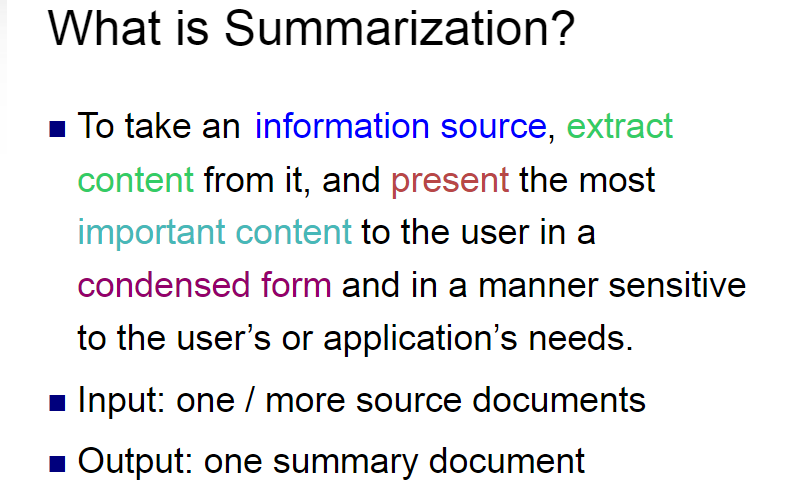 What is Summarization?
To take an information source, extract
content from it, and present the most
important content to the user in a
condensed form and in a manner sensitive
to the user’s or application’s needs.
Input: one / more source documents
Output: one summary document